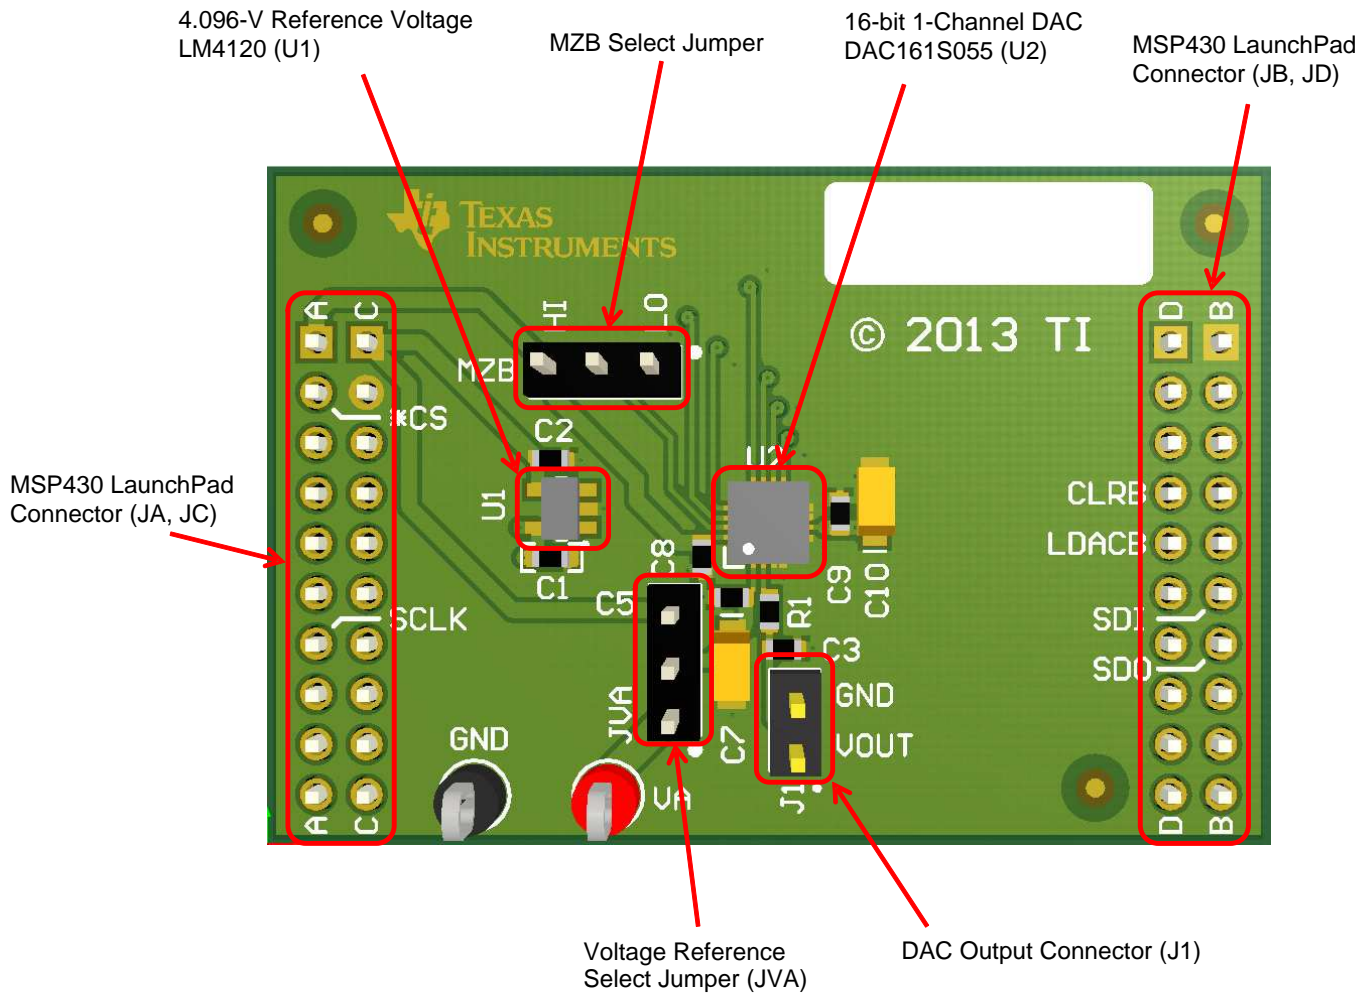 4.096-V Reference Voltage
LM4120 (U1)
MZB Select Jumper
16-bit 1-Channel DAC
DAC161S055 (U2)
MSP430 LaunchPad
Connector (JB, JD)
TEXAS
INSTRUMENTS
A
C
HI
LO
© 2013 TI
D
B
MZB
*CS
C2
U2
MSP430 LaunchPad
Connector (JA, JC)
U1
CLRB
LDACB
C1
C8
C9
C10
C5
R1
SCLK
SDI
C3
SDO
GND
JVA
GND
C7
VOUT
VA
J1
A
C
D
B
Voltage Reference
Select Jumper (JVA)
DAC Output Connector (J1)